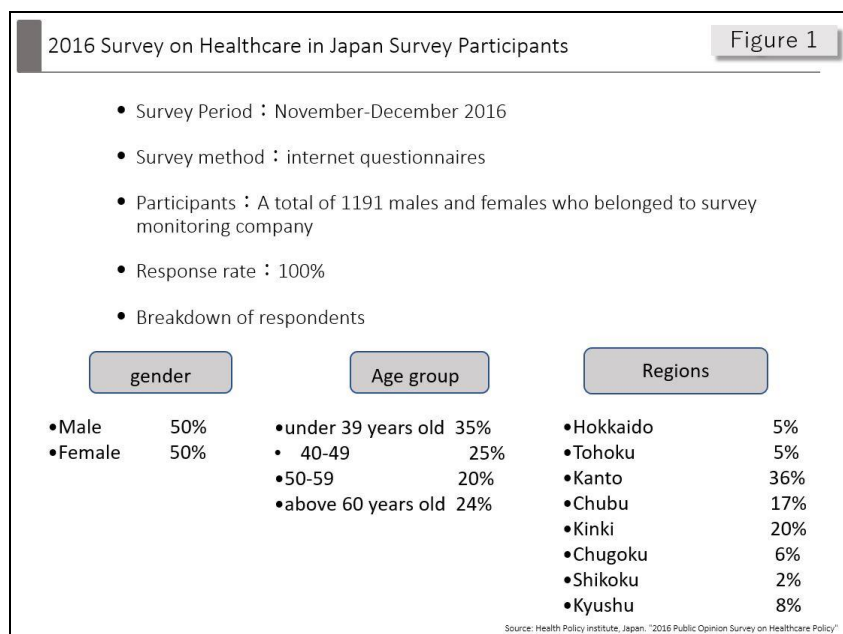 2016 Survey on Healthcare in Japan Survey Participants
Figure 1
• Survey Period：November-December 2016
• Survey method：internet questionnaires
• Participants：A total of 1191 males and females who belonged to survey
monitoring company
• Response rate：100%
• Breakdown of respondents
gender
•Male 50%
•Female 50%
Age group
•under 39 years old 35%
• 40-49 25%
•50-59 20%
•above 60 years old 24%
Regions
•Hokkaido 5%
•Tohoku 5%
•Kanto 36%
•Chubu 17%
•Kinki 20%
•Chugoku 6%
•Shikoku 2%
•Kyushu 8%
Source: Health Policy institute, Japan. "2016 Public Opinion Survey on Healthcare Policy"